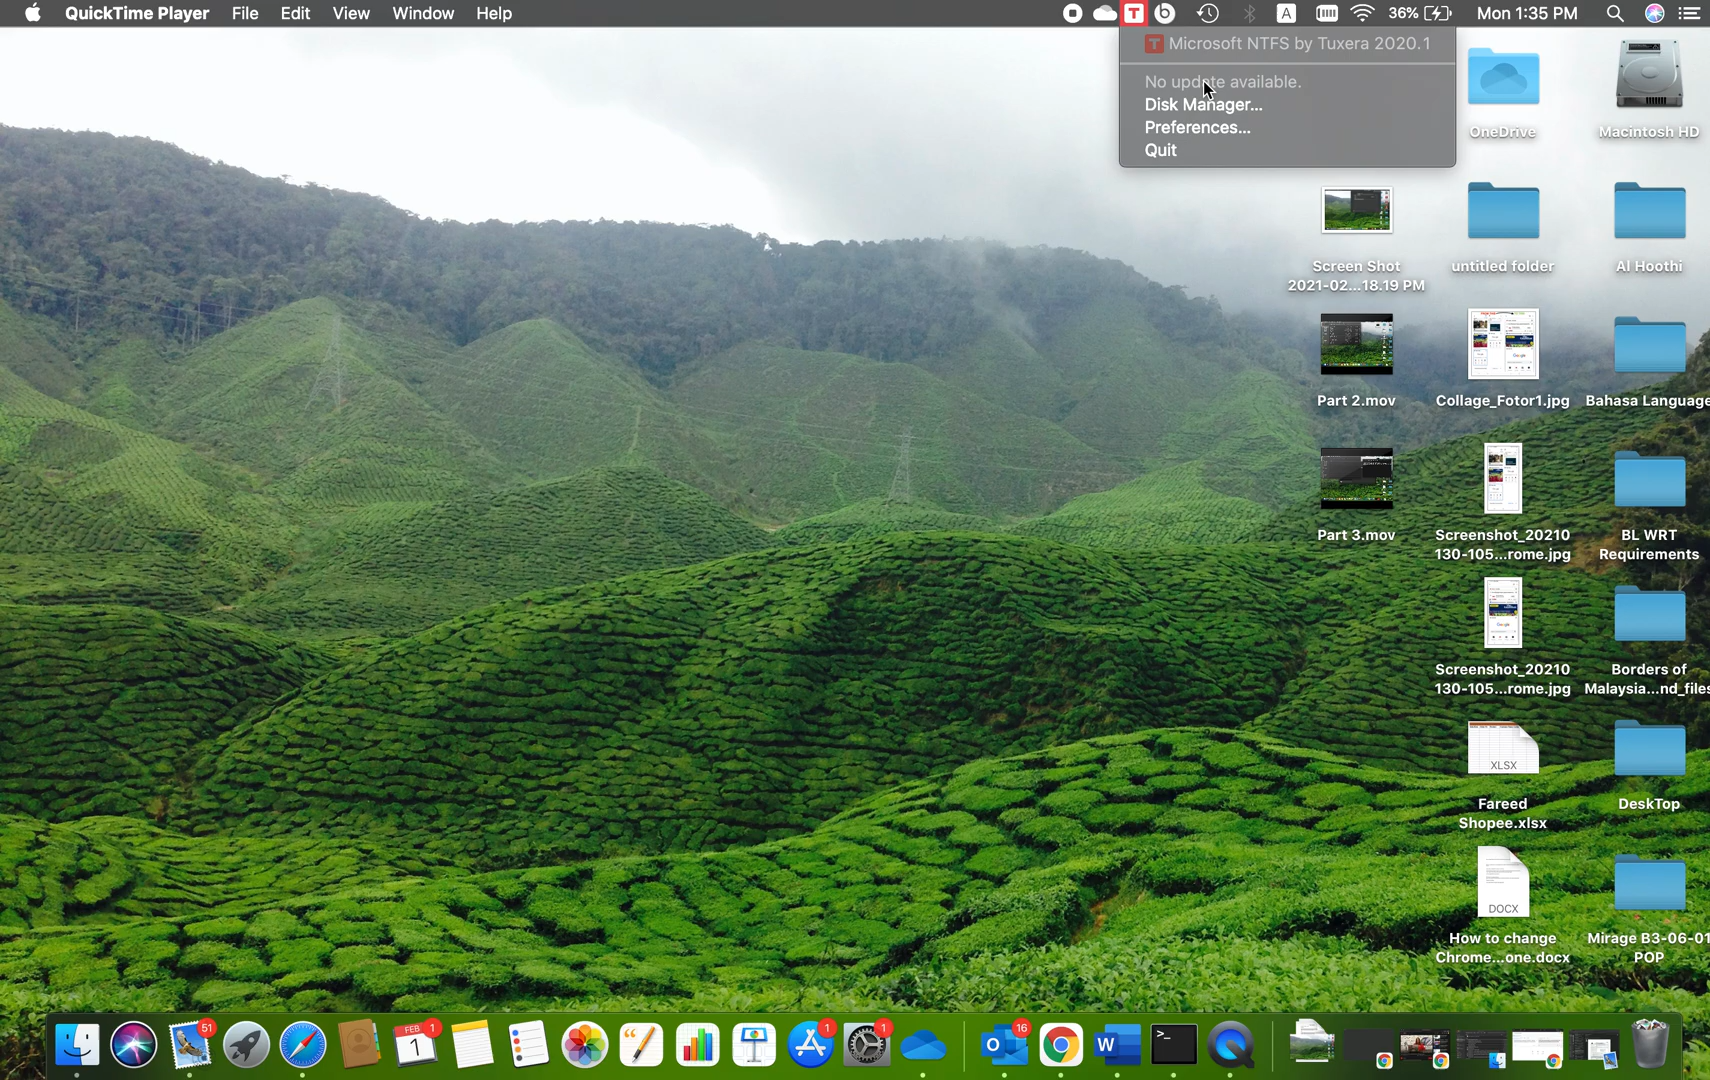 QuickTime Player File Edit View Window Help
T b A 36% Mon 1:35 PM
T Microsoft NTFS by Tuxera 2020.1
No update available.
Disk Manager...
Preferences...
Quit
OneDrive
Macintosh HD
Screen Shot
2021-02...18.19 PM
untitled folder
Al Hoothi
Part 2.mov
Collage_Fotor1.jpg
Bahasa Language
Part 3.mov
Screenshot_20210
130-105...rome.jpg
BL WRT
Requirements
Screenshot_20210
130-105...rome.jpg
Borders of
Malaysia...nd_files
XLSX
Fareed
Shopee.xlsx
DeskTop
DOCX
How to change
Chrome...one.docx
Mirage B3-06-01
POP
51
FEB 1
1
1
1
16
O
W
>_